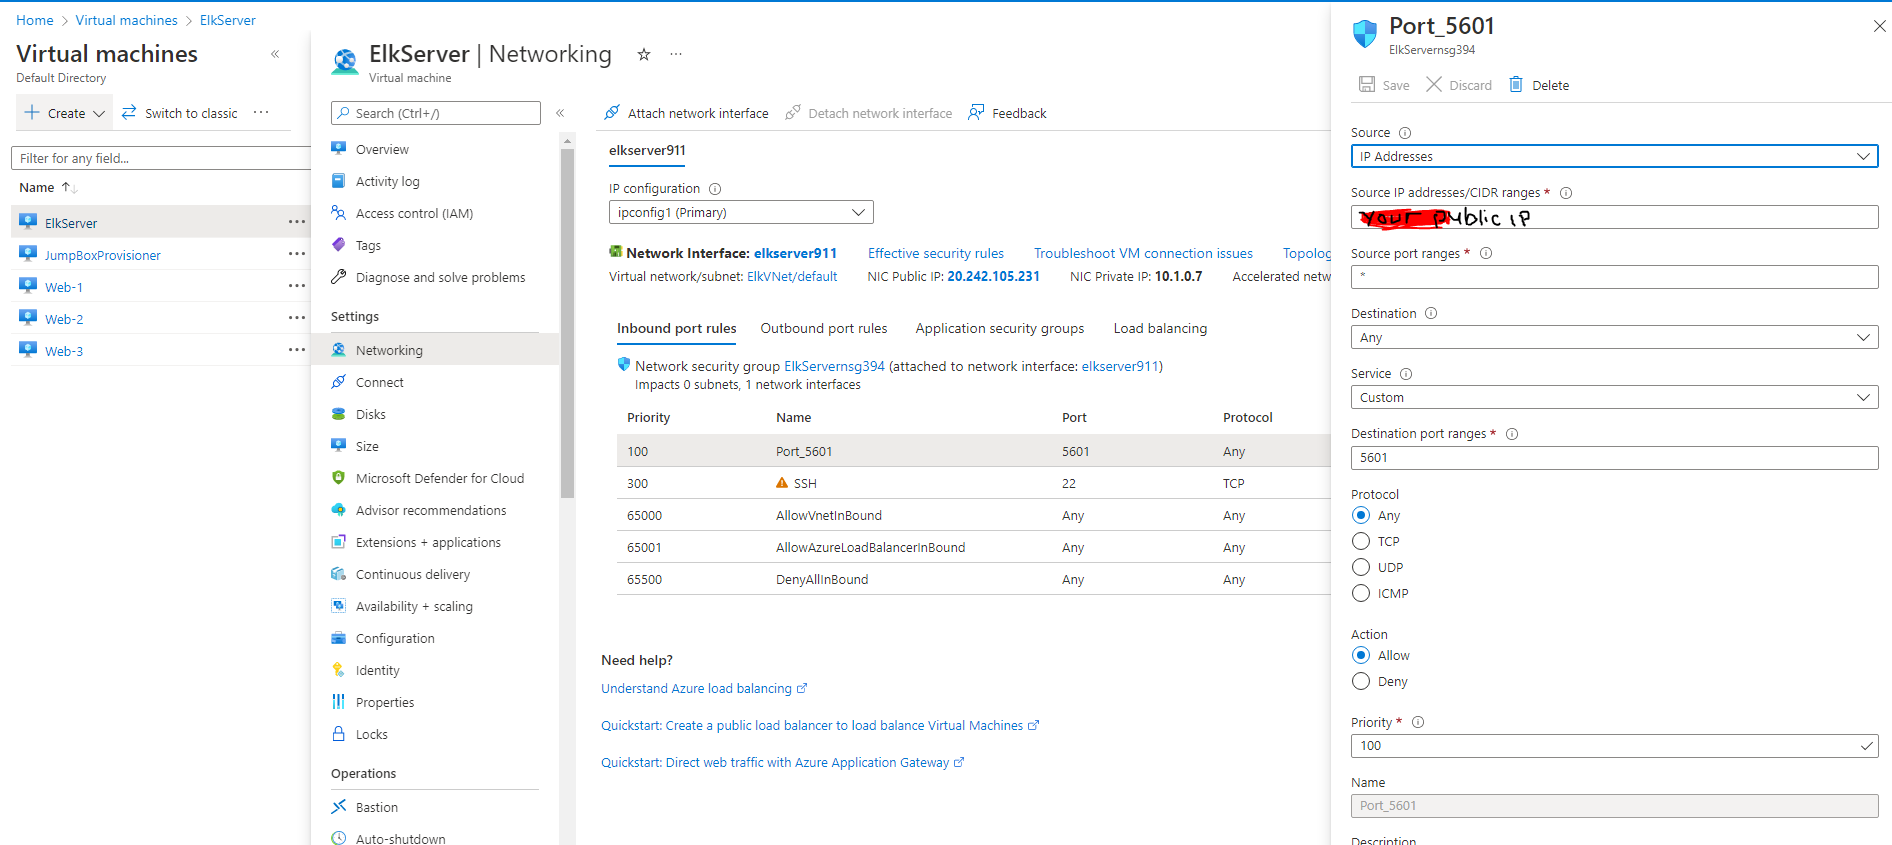 Home > Virtual machines > ElkServer
Virtual machines
Default Directory
Create
Switch to classic
Filter for any field...
Name
ElkServer
JumpBoxProvisioner
Web-1
Web-2
Web-3
ElkServer | Networking
Virtual machine
Search (Ctrl+/)
Overview
Activity log
Access control (IAM)
Tags
Diagnose and solve problems
Settings
Networking
Connect
Disks
Size
Microsoft Defender for Cloud
Advisor recommendations
Extensions + applications
Continuous delivery
Availability + scaling
Configuration
Identity
Properties
Locks
Operations
Bastion
Auto-shutdown
Attach network interface Detach network interface Feedback
elkserver911
IP configuration
ipconfig1 (Primary)
Network Interface: elkserver911 Effective security rules Troubleshoot VM connection issues Topolog
Virtual network/subnet: ElkVNet/default NIC Public IP: 20.242.105.231 NIC Private IP: 10.1.0.7 Accelerated netw
Inbound port rules Outbound port rules Application security groups Load balancing
Network security group ElkServernsg394 (attached to network interface: elkserver911)
Impacts 0 subnets, 1 network interfaces
Priority Name Port Protocol
100 Port_5601 5601 Any
300 SSH 22 TCP
65000 AllowVnetInBound Any Any
65001 AllowAzureLoadBalancerInBound Any Any
65500 DenyAllInBound Any Any
Need help?
Understand Azure load balancing
Quickstart: Create a public load balancer to load balance Virtual Machines
Quickstart: Direct web traffic with Azure Application Gateway
Port_5601
ElkServernsg394
Save Discard Delete
Source
IP Addresses
Source IP addresses/CIDR ranges *
your public IP
Source port ranges *
*
Destination
Any
Service
Custom
Destination port ranges *
5601
Protocol
Any
TCP
UDP
ICMP
Action
Allow
Deny
Priority *
100
Name
Port_5601
Description